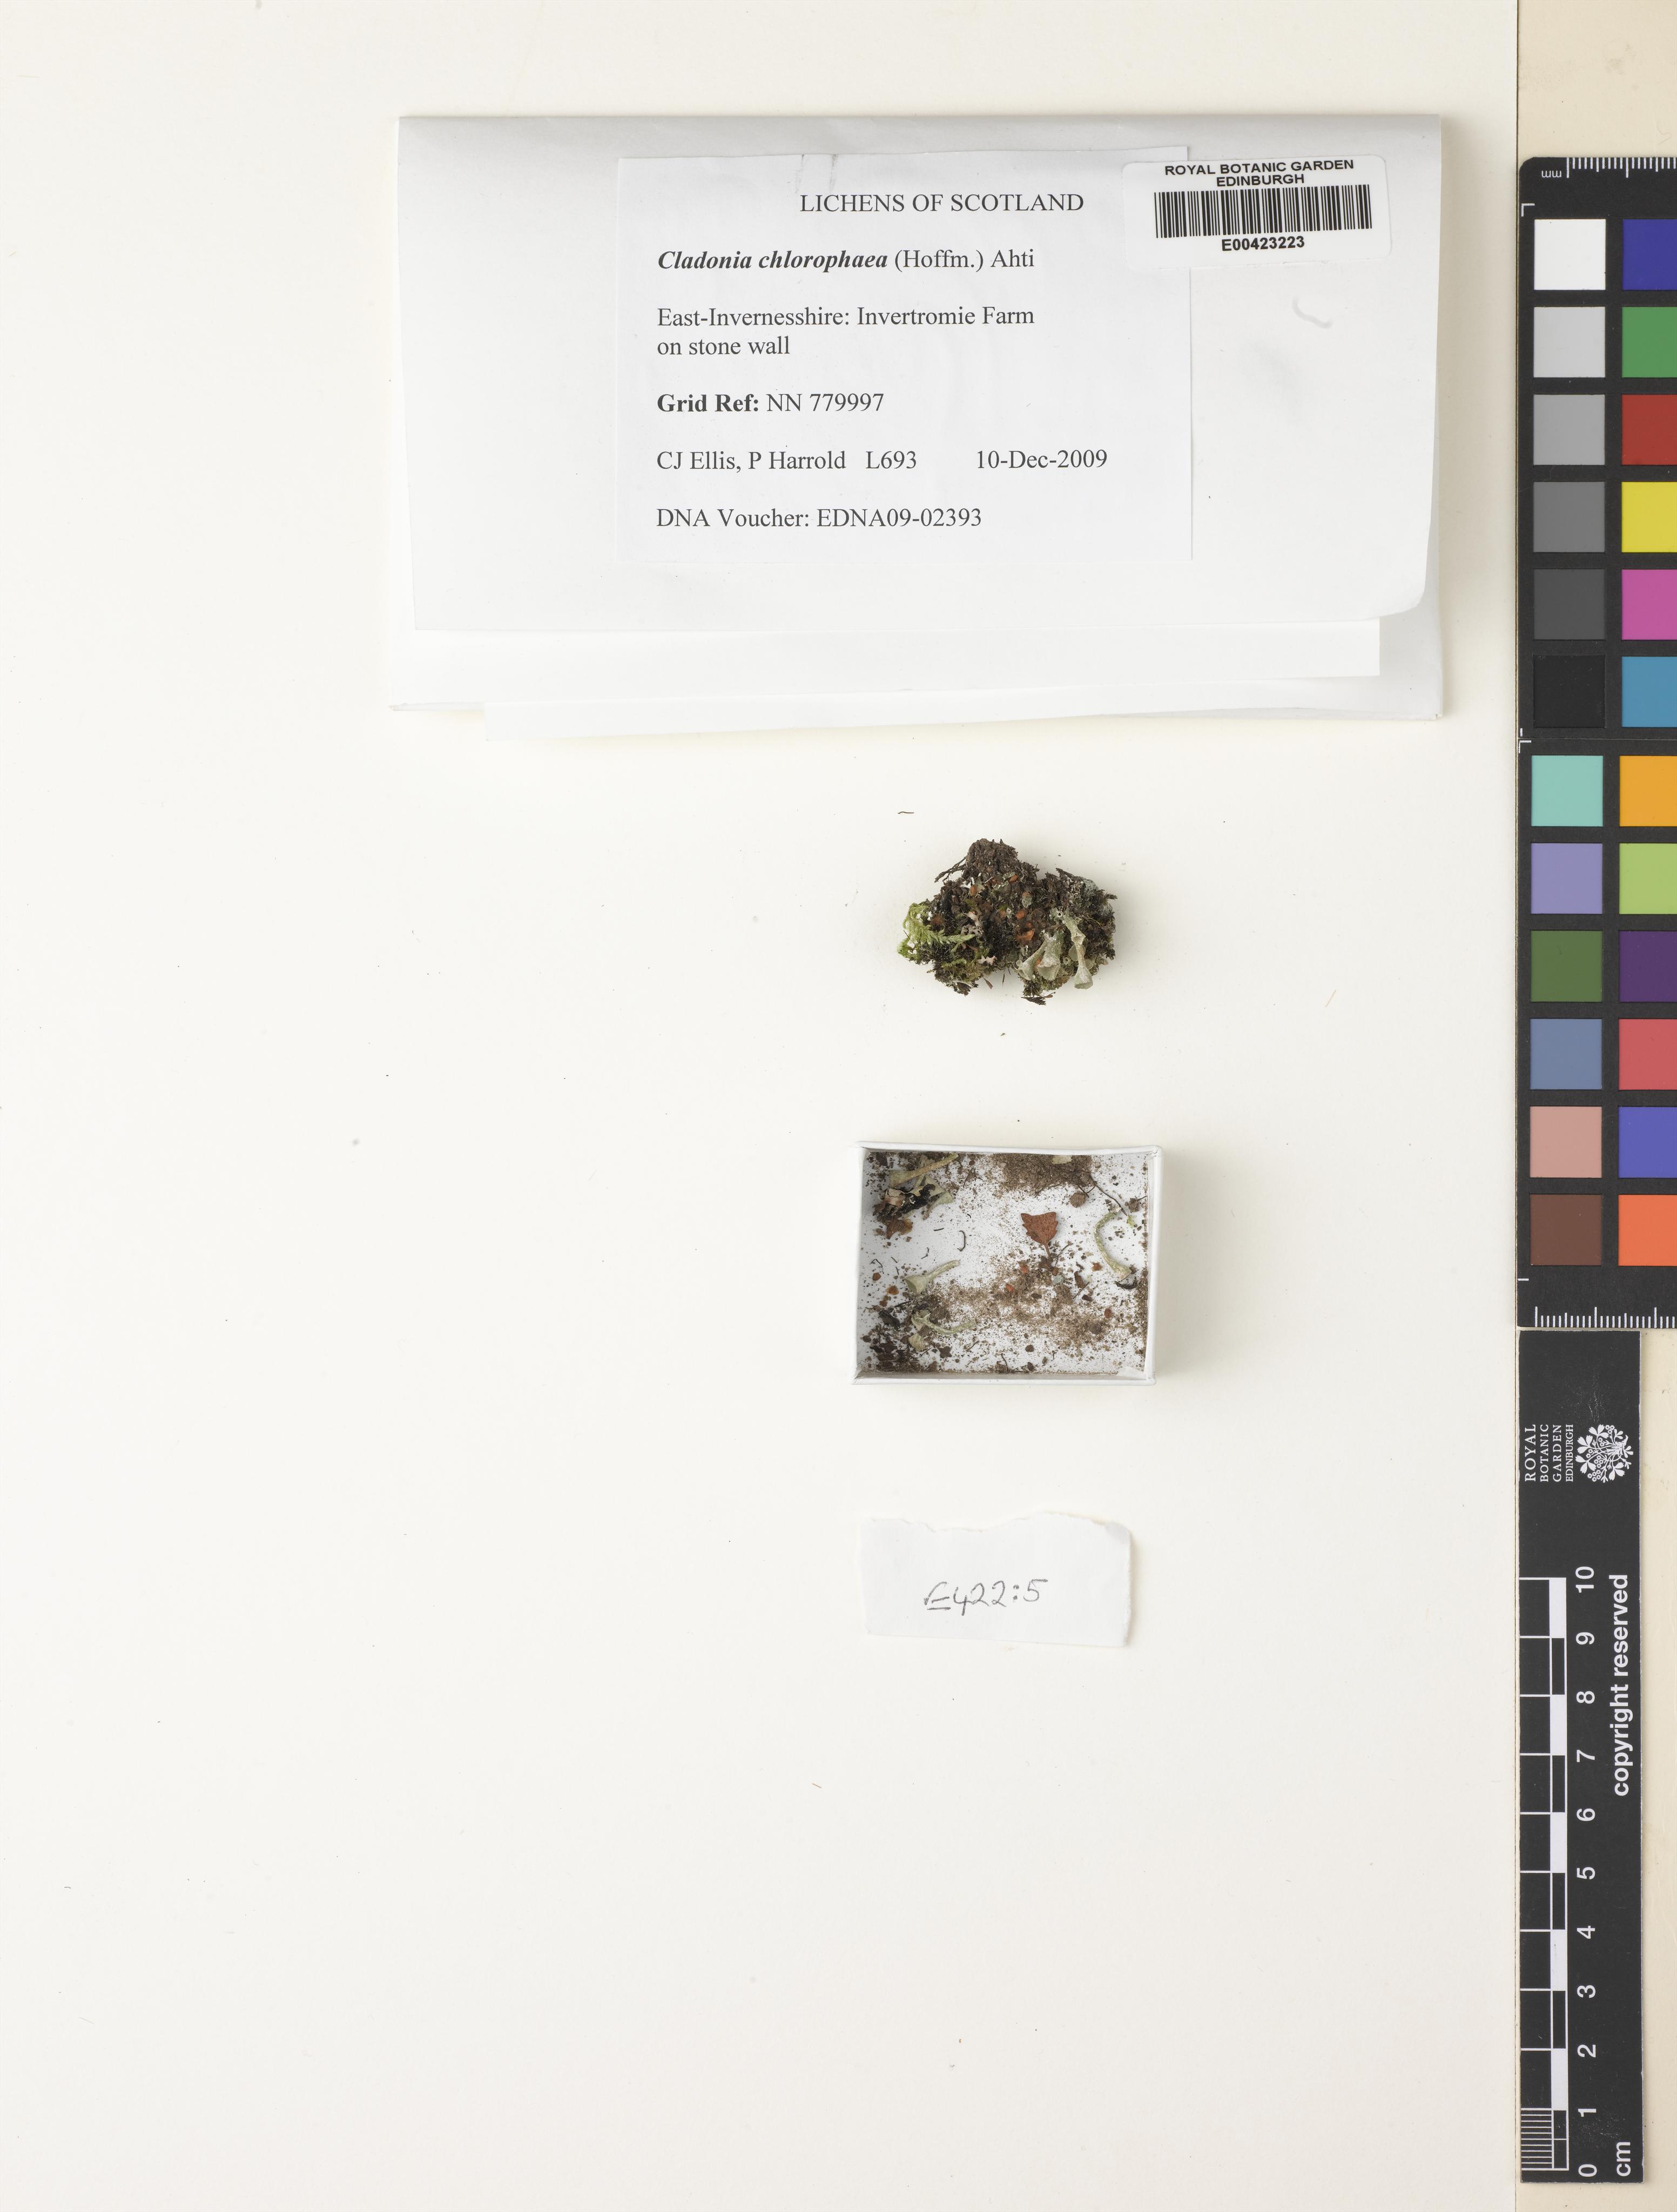 ROYAL BOTANIC GARDEN
EDINBURGH
E00423223
LICHENS OF SCOTLAND
Cladonia chlorophaea (Hoffm.) Ahti
East-Invernesshire: Invertromie Farm
on stone wall
Grid Ref: NN 779997
CJ Ellis, P Harrold L693 10-Dec-2009
DNA Voucher: EDNA09-02393
mm
E422:5
ROYAL
BOTANIC
GARDEN
EDINBURGH
0 1 2 3 4 5 6 7 8 9 10
cm
copyright reserved